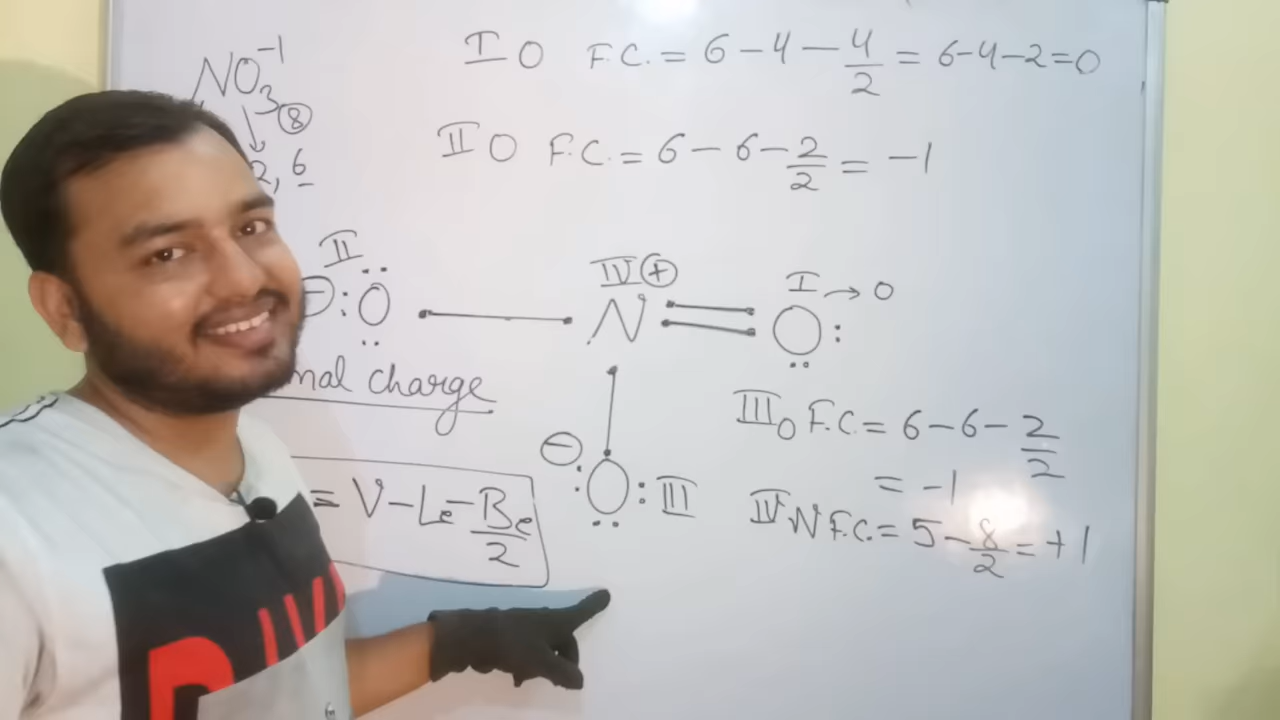 NO₃⁻¹
8
2, 6
I O F.C. = 6 - 4 - 4/2 = 6-4-2=0
II O F.C. = 6 - 6 - 2/2 = -1
II
⊖ :O
IV ⊕
N
I → 0
O :
mal charge
= V - Le - Be/2
⊖
:O: III
III O F.C. = 6 - 6 - 2/2
= -1
IV N F.C. = 5 - 8/2 = +1